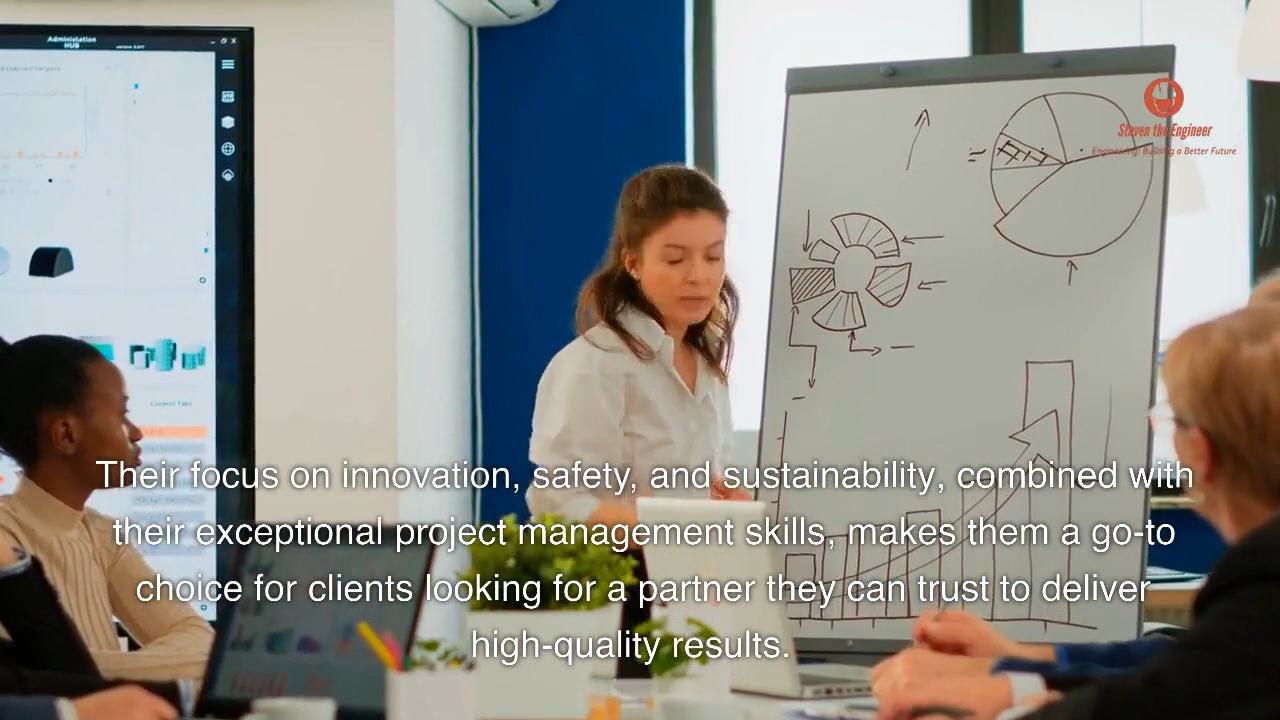 Administation
HUB
Steven the Engineer
Engineering: Building a Better Future
Their focus on innovation, safety, and sustainability, combined with
their exceptional project management skills, makes them a go-to
choice for clients looking for a partner they can trust to deliver
high-quality results.